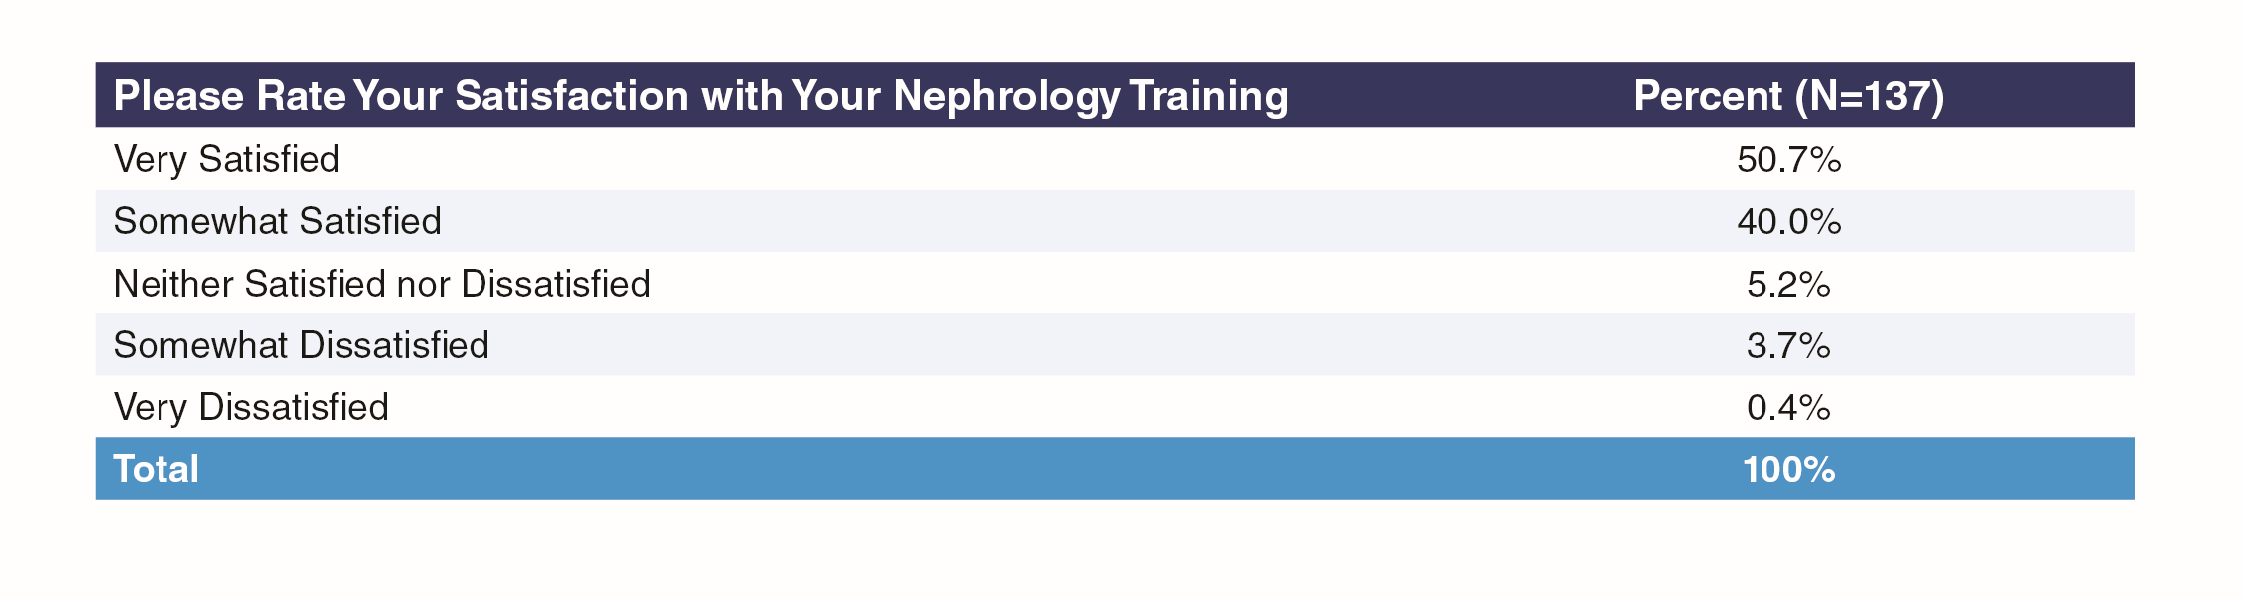 Please Rate Your Satisfaction with Your Nephrology Training Percent (N=137)
Very Satisfied 50.7%
Somewhat Satisfied 40.0%
Neither Satisfied nor Dissatisfied 5.2%
Somewhat Dissatisfied 3.7%
Very Dissatisfied 0.4%
Total 100%